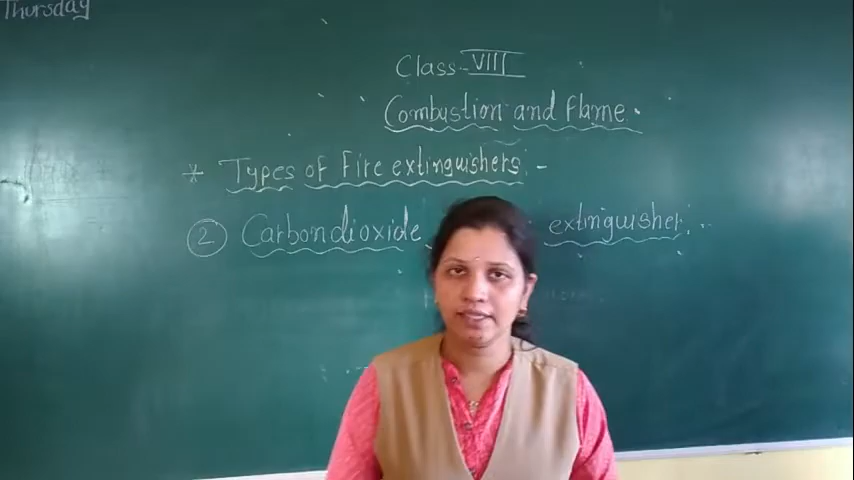 Thursday
Class - VIII
Combustion and Flame.
* Types of Fire extinguishers : -
② Carbondioxide extinguisher : -